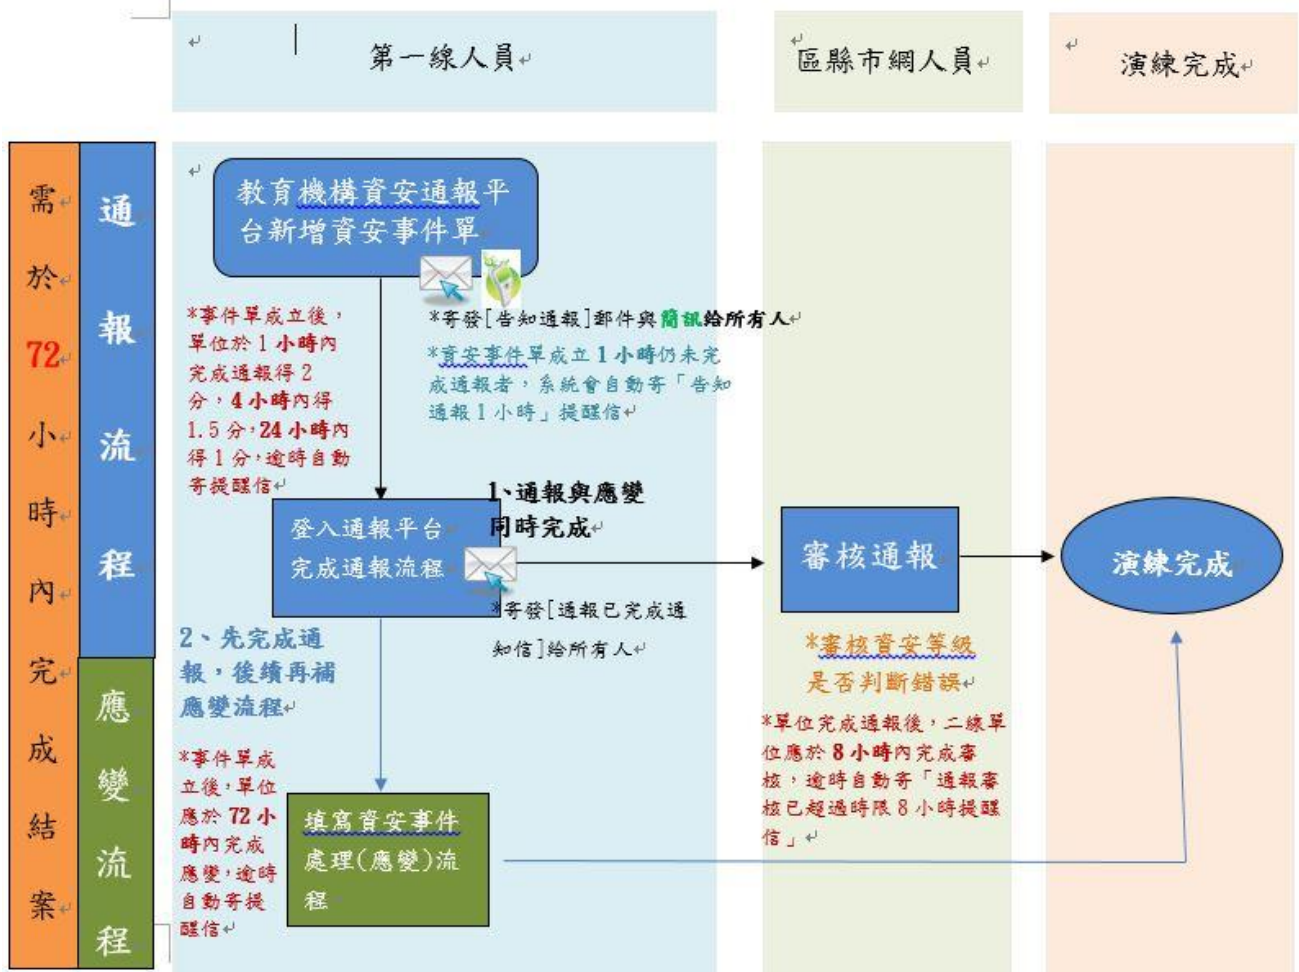 第一線人員
區縣市網人員
演練完成
需於72小時內完成結案
通報流程
應變流程
教育機構資安通報平
台新增資安事件單
*事件單成立後，
單位於1小時內
完成通報得2
分，4小時內得
1.5分，24小時內
得1分，逾時自動
寄提醒信
*寄發[告知通報]郵件與簡訊給所有人
*資安事件單成立1小時仍未完
成通報者，系統會自動寄「告知
通報1小時」提醒信
登入通報平台
完成通報流程
1、通報與應變
同時完成
*寄發[通報已完成通
知信]給所有人
審核通報
演練完成
*審核資安等級
是否判斷錯誤
*單位完成通報後，二線單
位應於8小時內完成審
核，逾時自動寄「通報審
核已超過時限8小時提醒
信」
2、先完成通
報，後續再補
應變流程
*事件單成
立後，單位
應於72小
時內完成
應變，逾時
自動寄提
醒信
填寫資安事件
處理(應變)流
程